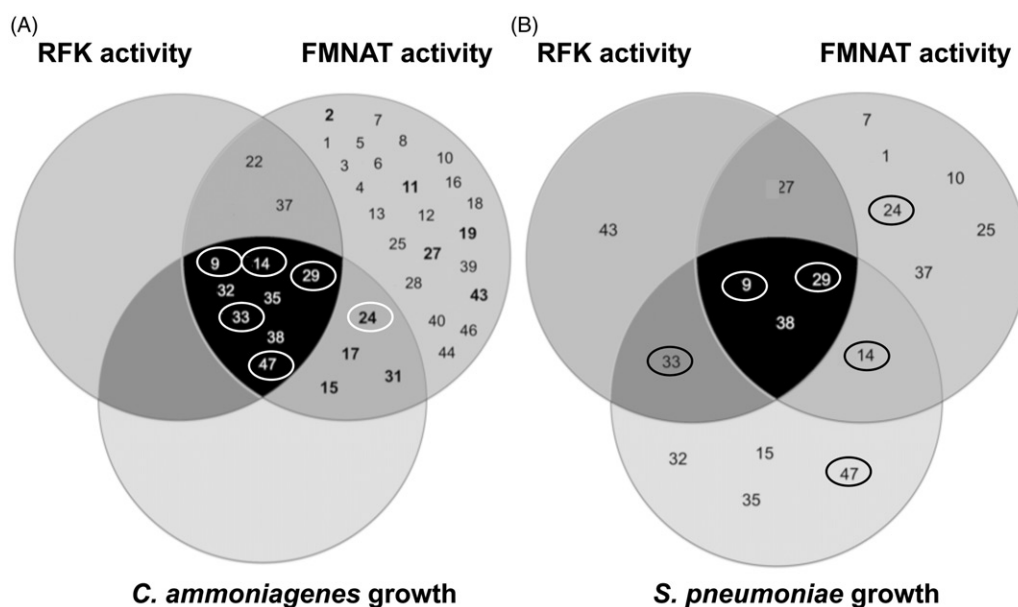 (A)
RFK activity FMNAT activity
2 7
1 5 8
22 3 6 10
4 11 16
37 13 12 18
19
25 27
9 14 29 39
32 35 28 43
33 24 40 46
38 17 44
47 31
15
C. ammoniagenes growth
(B)
RFK activity FMNAT activity
7
1
27 10
24
43 25
37
9 29
38
33 14
32 15 47
35
S. pneumoniae growth